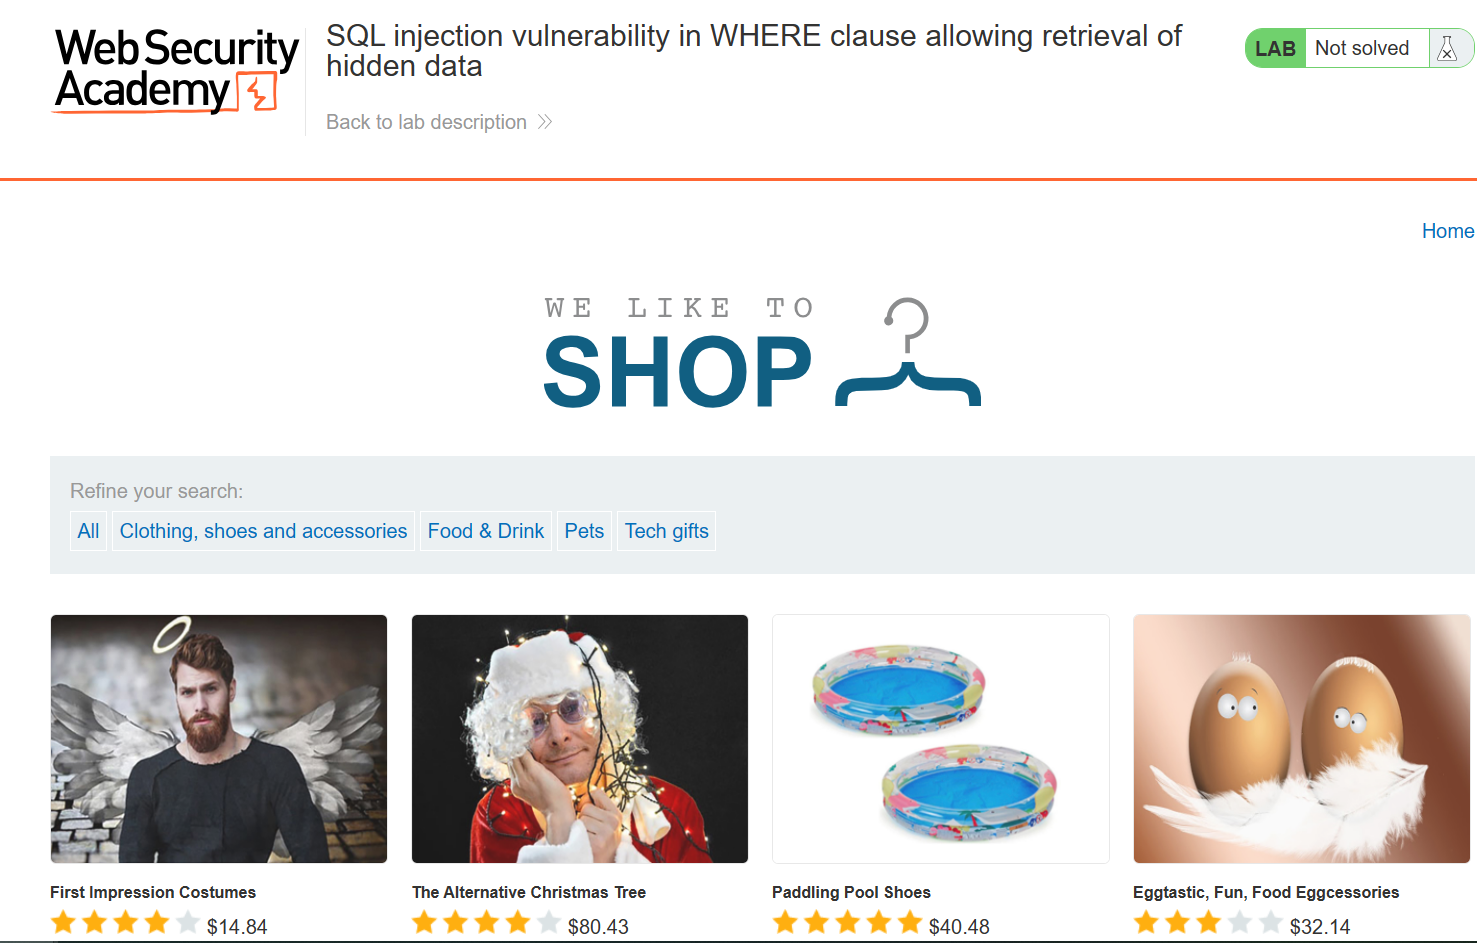 Web Security
Academy
SQL injection vulnerability in WHERE clause allowing retrieval of
hidden data
Back to lab description
LAB Not solved
Home
WE LIKE TO
SHOP
Refine your search:
All Clothing, shoes and accessories Food & Drink Pets Tech gifts
First Impression Costumes
$14.84
The Alternative Christmas Tree
$80.43
Paddling Pool Shoes
$40.48
Eggtastic, Fun, Food Eggcessories
$32.14